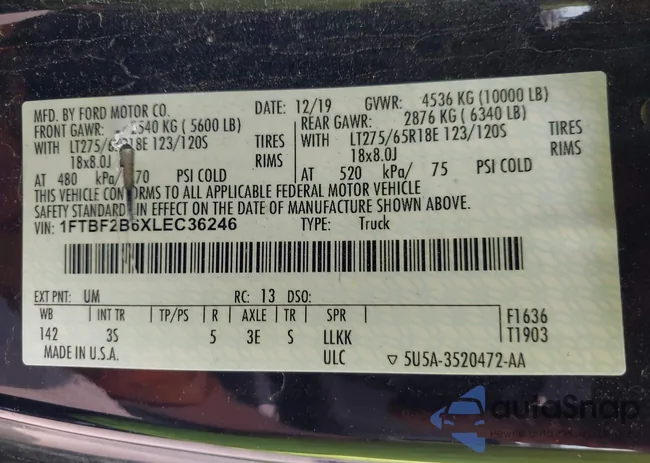 MFD. BY FORD MOTOR CO. DATE: 12/19 GVWR: 4536 KG (10000 LB)
FRONT GAWR: 2540 KG ( 5600 LB) REAR GAWR: 2876 KG ( 6340 LB)
WITH LT275/65R18E 123/120S TIRES WITH LT275/65R18E 123/120S TIRES
18x8.0J RIMS 18x8.0J RIMS
AT 480 kPa/ 70 PSI COLD AT 520 kPa/ 75 PSI COLD
THIS VEHICLE CONFORMS TO ALL APPLICABLE FEDERAL MOTOR VEHICLE
SAFETY STANDARDS IN EFFECT ON THE DATE OF MANUFACTURE SHOWN ABOVE.
VIN: 1FTBF2B6XLEC36246 TYPE: Truck
EXT PNT: UM RC: 13 DSO:
WB INT TR TP/PS R AXLE TR SPR F1636
142 3S 5 3E S LLKK T1903
MADE IN U.S.A. ULC ▽ 5U5A-3520472-AA
autoSnap